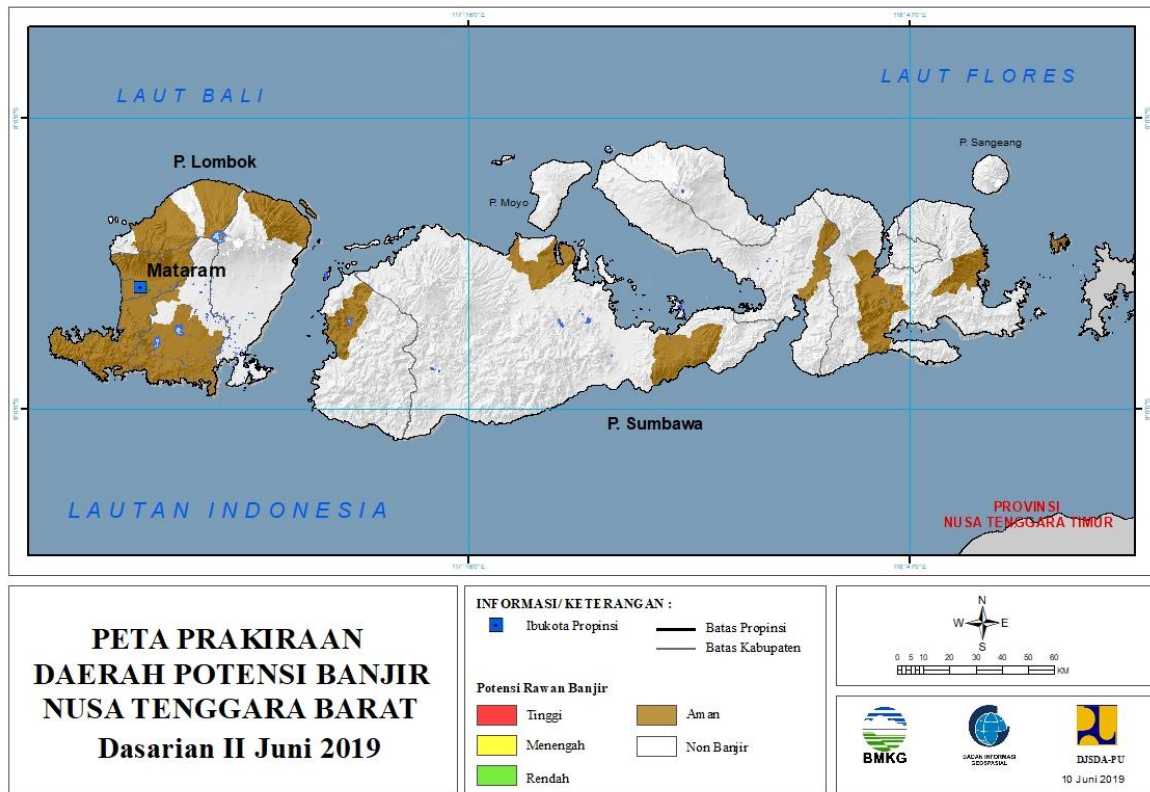 LAUT BALI
LAUT FLORES
P. Sangeang
P. Lombok
P. Moyo
Mataram
P. Sumbawa
LAUTAN INDONESIA
PROVINSI
NUSA TENGGARA TIMUR
PETA PRAKIRAAN
DAERAH POTENSI BANJIR
NUSA TENGGARA BARAT
Dasarian II Juni 2019
INFORMASI/ KETERANGAN :
Ibukota Propinsi
Batas Propinsi
Batas Kabupaten
Potensi Rawan Banjir
Tinggi
Aman
Menengah
Non Banjir
Rendah
N
W E
S
0 5 10 20 30 40 50 60
KM
BMKG
BADAN INFORMASI
GEOSPASIAL
DJSDA-PU
10 Juni 2019